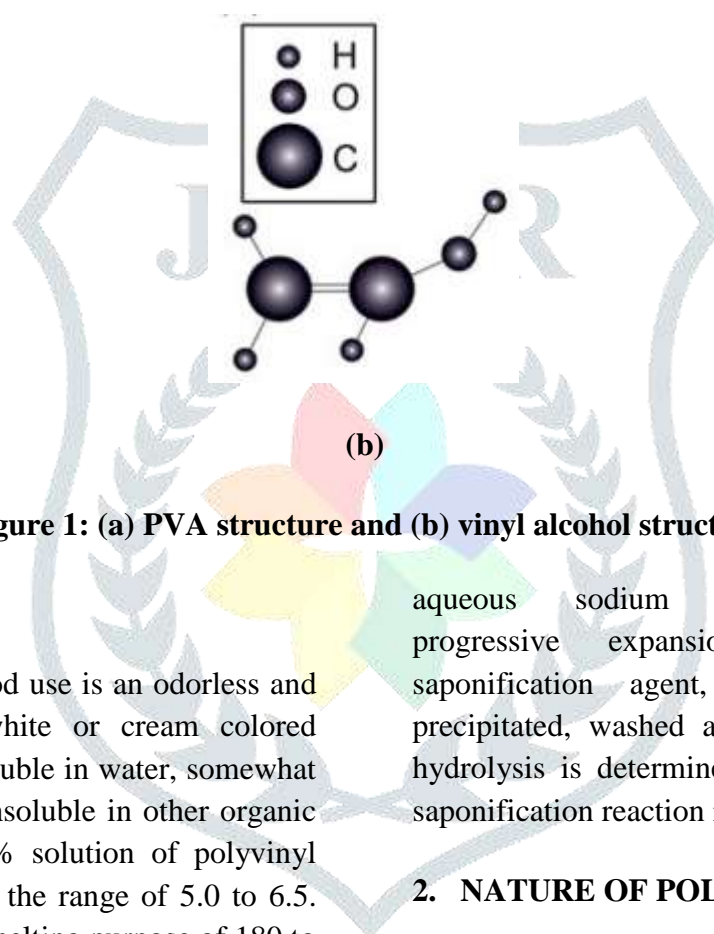 H
O
C
(b)
gure 1: (a) PVA structure and (b) vinyl alcohol struct
od use is an odorless and
white or cream colored
uble in water, somewhat
nsoluble in other organic
% solution of polyvinyl
the range of 5.0 to 6.5.
aqueous sodium
progressive expansio
saponification agent,
precipitated, washed a
hydrolysis is determine
saponification reaction
2. NATURE OF POL